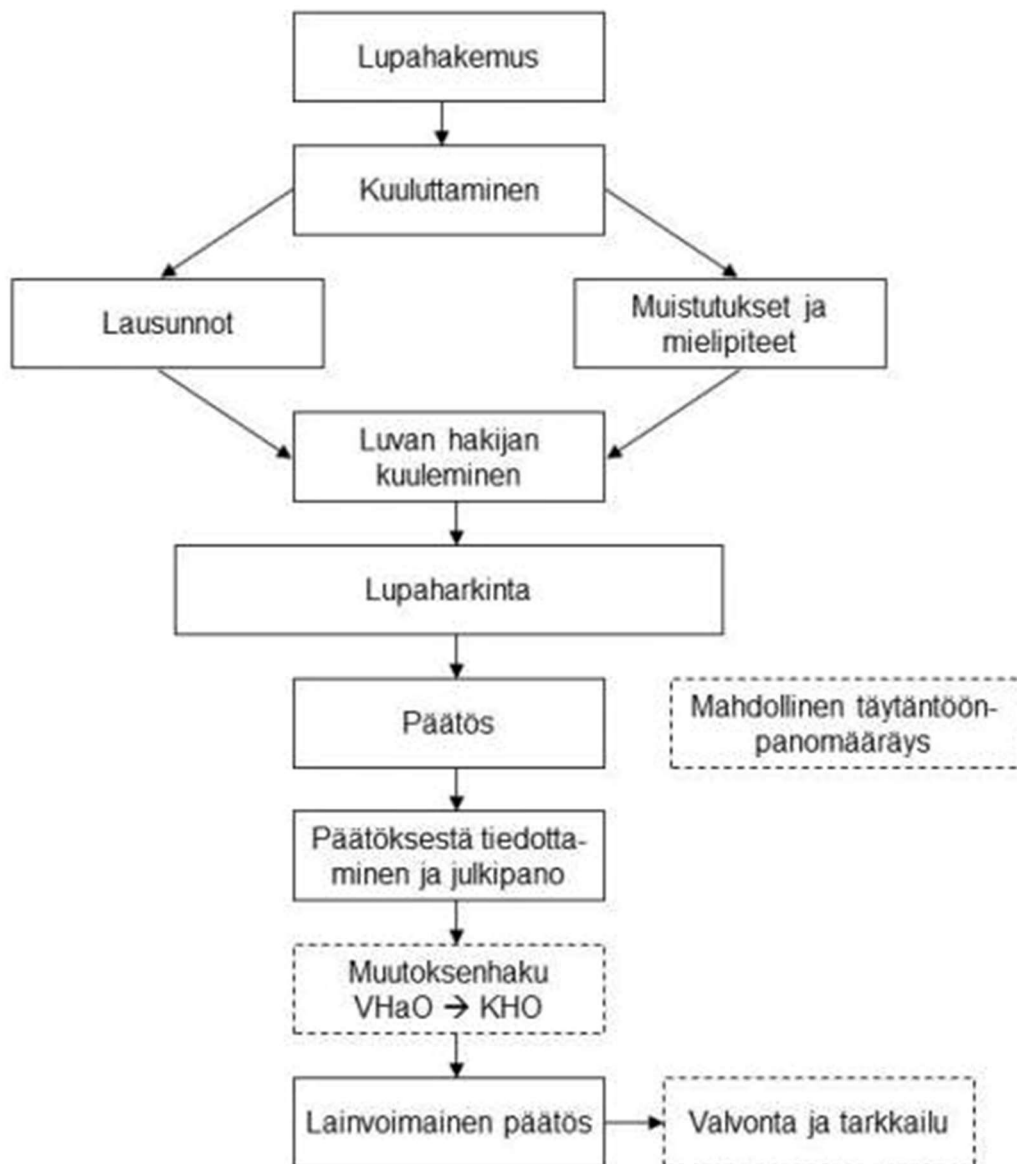 Lupahakemus
Kuuluttaminen
Lausunnot
Muistutukset ja
mielipiteet
Luvan hakijan
kuuleminen
Lupaharkinta
Päätös
Mahdollinen täytäntöön-
panomääräys
Päätöksestä tiedotta-
minen ja julkipano
Muutoksenhaku
VHaO → KHO
Lainvoimainen päätös
Valvonta ja tarkkailu